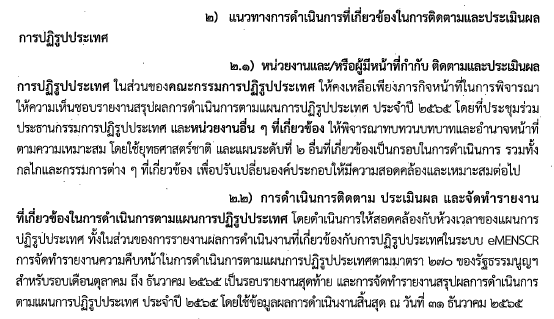 ๒) แนวทางการดำเนินการที่เกี่ยวข้องในการติดตามและประเมินผล
การปฏิรูปประเทศ
๒.๑) หน่วยงานและ/หรือผู้มีหน้าที่กำกับ ติดตามและประเมินผล
การปฏิรูปประเทศ ในส่วนของคณะกรรมการปฏิรูปประเทศ ให้คงเหลือเพียงภารกิจหน้าที่ในการพิจารณา
ให้ความเห็นชอบรายงานสรุปผลการดำเนินการตามแผนการปฏิรูปประเทศ ประจำปี ๒๕๖๕ โดยที่ประชุมร่วม
ประธานกรรมการปฏิรูปประเทศ และหน่วยงานอื่น ๆ ที่เกี่ยวข้อง ให้พิจารณาทบทวนบทบาทและอำนาจหน้าที่
ตามความเหมาะสม โดยใช้ยุทธศาสตร์ชาติ และแผนระดับที่ ๒ อื่นที่เกี่ยวข้องเป็นกรอบในการดำเนินการ รวมทั้ง
กลไกและกรรมการต่าง ๆ ที่เกี่ยวข้อง เพื่อปรับเปลี่ยนองค์ประกอบให้มีความสอดคล้องและเหมาะสมต่อไป
๒.๒) การดำเนินการติดตาม ประเมินผล และจัดทำรายงาน
ที่เกี่ยวข้องในการดำเนินการตามแผนการปฏิรูปประเทศ โดยดำเนินการให้สอดคล้องกับห้วงเวลาของแผนการ
ปฏิรูปประเทศ ทั้งในส่วนของการรายงานผลการดำเนินงานที่เกี่ยวข้องกับการปฏิรูปประเทศในระบบ eMENSCR
การจัดทำรายงานความคืบหน้าในการดำเนินการตามแผนการปฏิรูปประเทศตามมาตรา ๒๗๐ ของรัฐธรรมนูญฯ
สำหรับรอบเดือนตุลาคม ถึง ธันวาคม ๒๕๖๕ เป็นรอบรายงานสุดท้าย และการจัดทำรายงานสรุปผลการดำเนินการ
ตามแผนการปฏิรูปประเทศ ประจำปี ๒๕๖๕ โดยใช้ข้อมูลผลการดำเนินงานสิ้นสุด ณ วันที่ ๓๑ ธันวาคม ๒๕๖๕